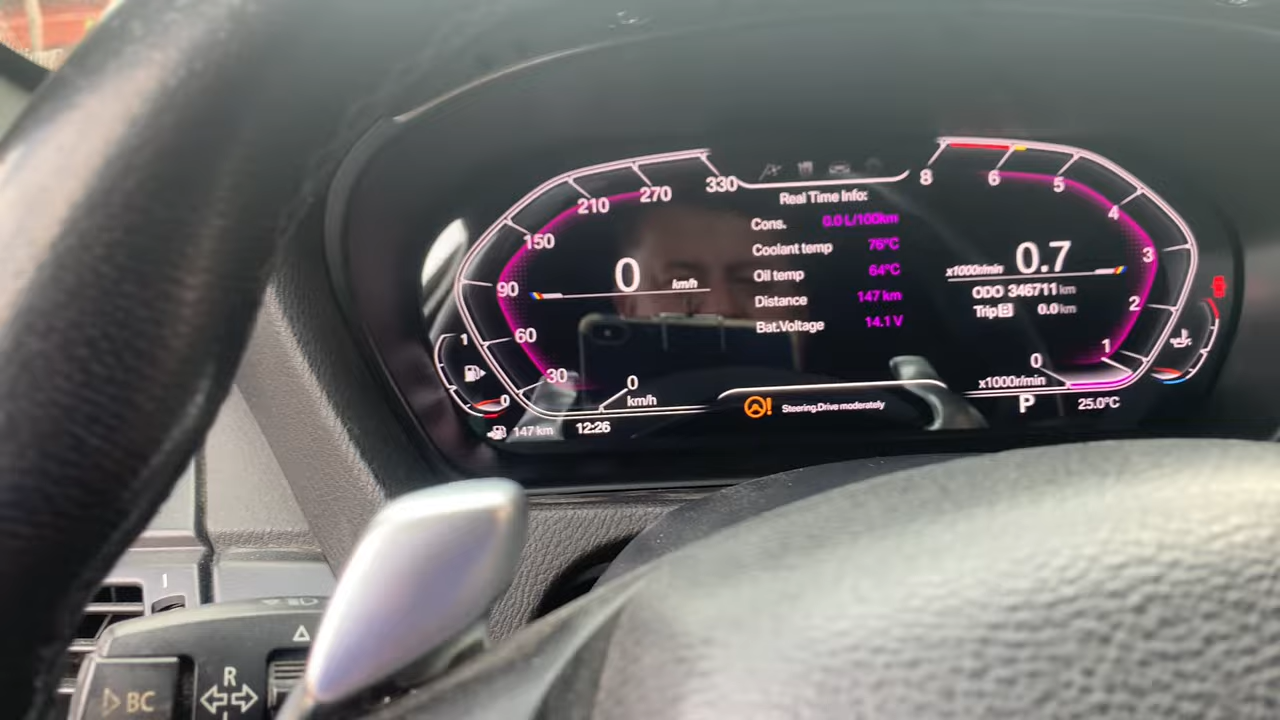 330
270
210
150
90
60
30
0
km/h
0
km/h
1
0
147 km
12:26
Real Time Info:
Cons. 0.0 L/100km
Coolant temp 76°C
Oil temp 64°C
Distance 147 km
Bat.Voltage 14.1 V
Steering.Drive moderately
8
6
5
4
3
2
1
0
x1000r/min
0.7
x1000r/min
ODO 346711 km
Trip B 0.0 km
P
25.0°C
BC
R